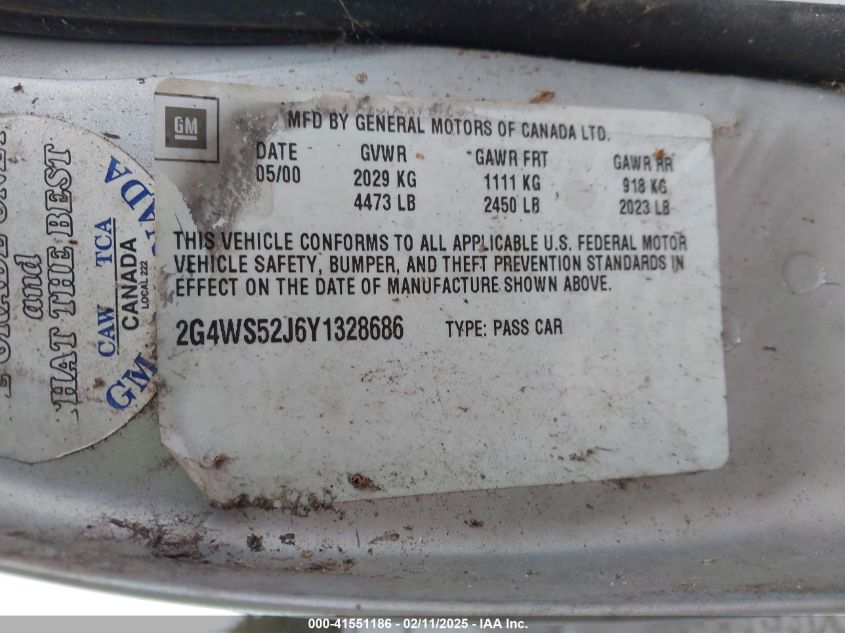 GM
MFD BY GENERAL MOTORS OF CANADA LTD.
DATE GVWR GAWR FRT GAWR RR
05/00 2029 KG 1111 KG 918 KG
4473 LB 2450 LB 2023 LB
THIS VEHICLE CONFORMS TO ALL APPLICABLE U.S. FEDERAL MOTOR
VEHICLE SAFETY, BUMPER, AND THEFT PREVENTION STANDARDS IN
EFFECT ON THE DATE OF MANUFACTURE SHOWN ABOVE.
2G4WS52J6Y1328686 TYPE: PASS CAR
and
THE BEST
CAW TCA
CANADA
LOCAL 222
GM
000-41551186 - 02/11/2025 - IAA Inc.